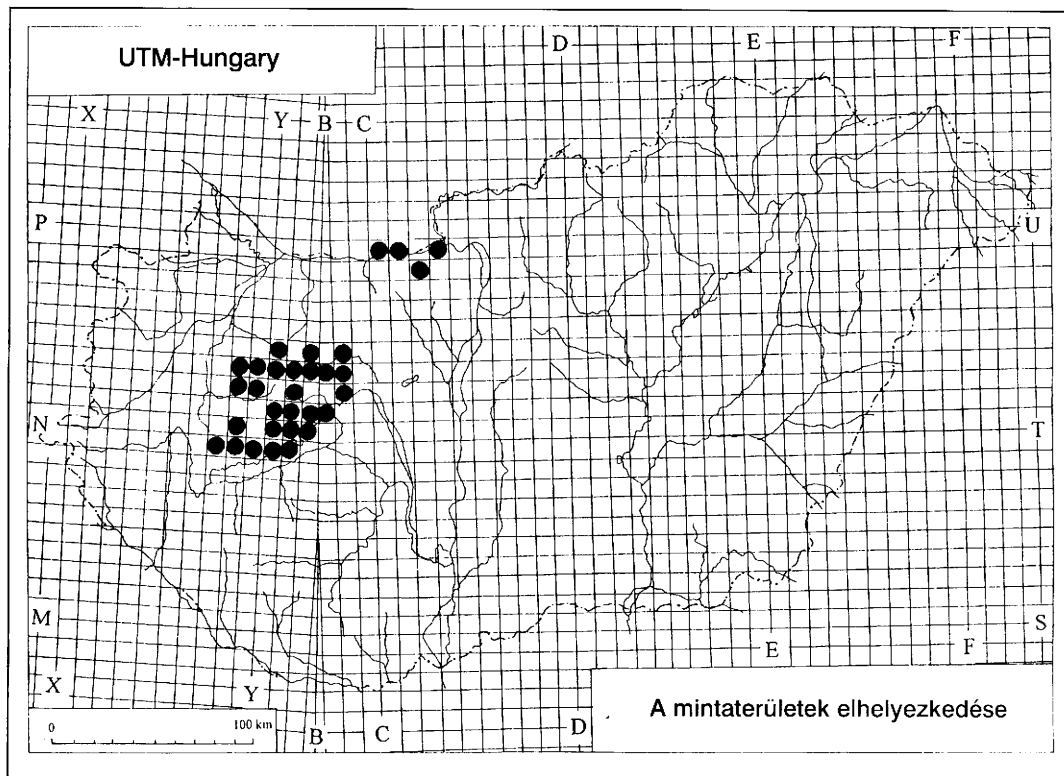 UTM-Hungary
D
E
F
X
Y
B
C
P
U
N
T
M
S
E
F
X
Y
A mintaterületek elhelyezkedése
0
100 km
B
C
D